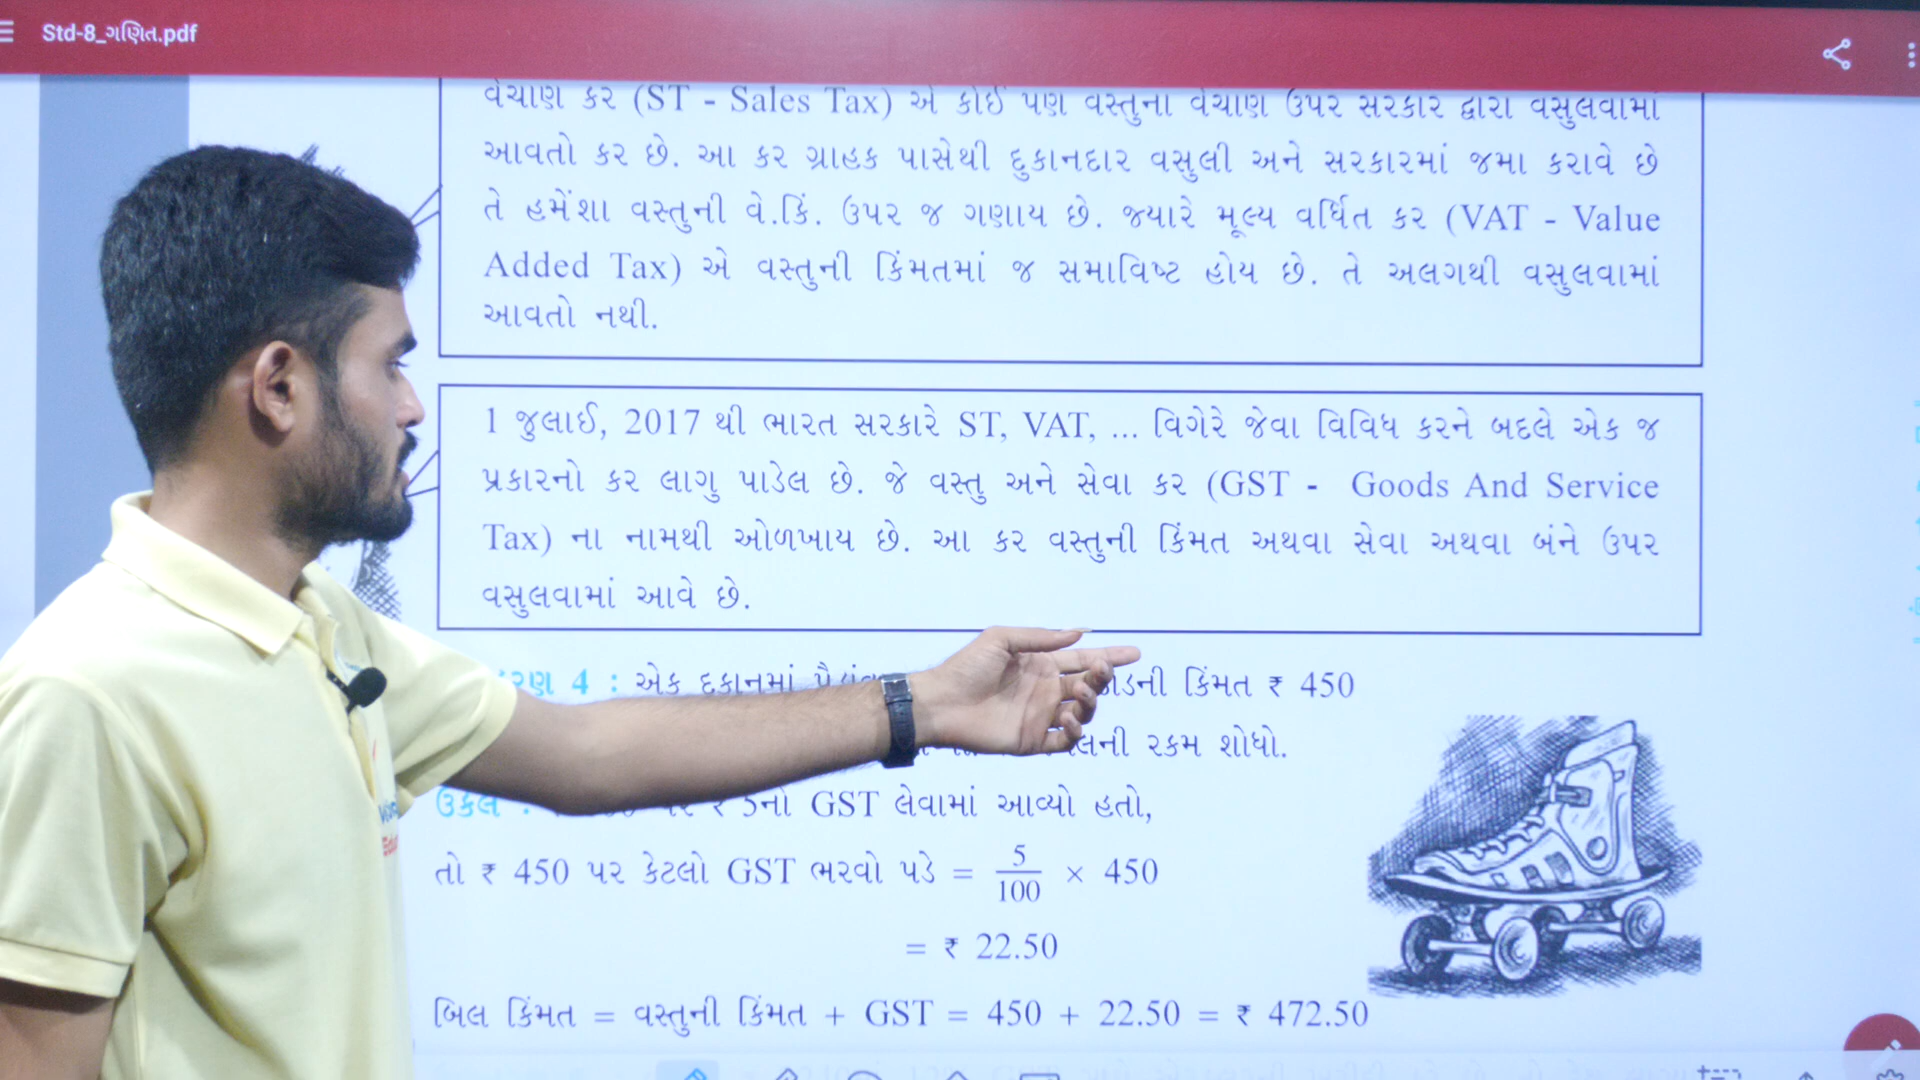 Std-8_ગણિત.pdf
વેચાણ કર (ST - Sales Tax) એ કોઈ પણ વસ્તુના વેચાણ ઉપર સરકાર દ્વારા વસુલવામાં
આવતો કર છે. આ કર ગ્રાહક પાસેથી દુકાનદાર વસુલી અને સરકારમાં જમા કરાવે છે
તે હમેંશા વસ્તુની વે.કિં. ઉપર જ ગણાય છે. જ્યારે મૂલ્ય વર્ધિત કર (VAT - Value
Added Tax) એ વસ્તુની કિંમતમાં જ સમાવિષ્ટ હોય છે. તે અલગથી વસુલવામાં
આવતો નથી.
1 જુલાઈ, 2017 થી ભારત સરકારે ST, VAT, ... વિગેરે જેવા વિવિધ કરને બદલે એક જ
પ્રકારનો કર લાગુ પાડેલ છે. જે વસ્તુ અને સેવા કર (GST - Goods And Service
Tax) ના નામથી ઓળખાય છે. આ કર વસ્તુની કિંમત અથવા સેવા અથવા બંને ઉપર
વસુલવામાં આવે છે.
4 : એક દુકાનમાં કિંમત ₹ 450
રકમ શોધો.
ઉકેલ : GST લેવામાં આવ્યો હતો,
તો ₹ 450 પર કેટલો GST ભરવો પડે = 5/100 × 450
= ₹ 22.50
બિલ કિંમત = વસ્તુની કિંમત + GST = 450 + 22.50 = ₹ 472.50